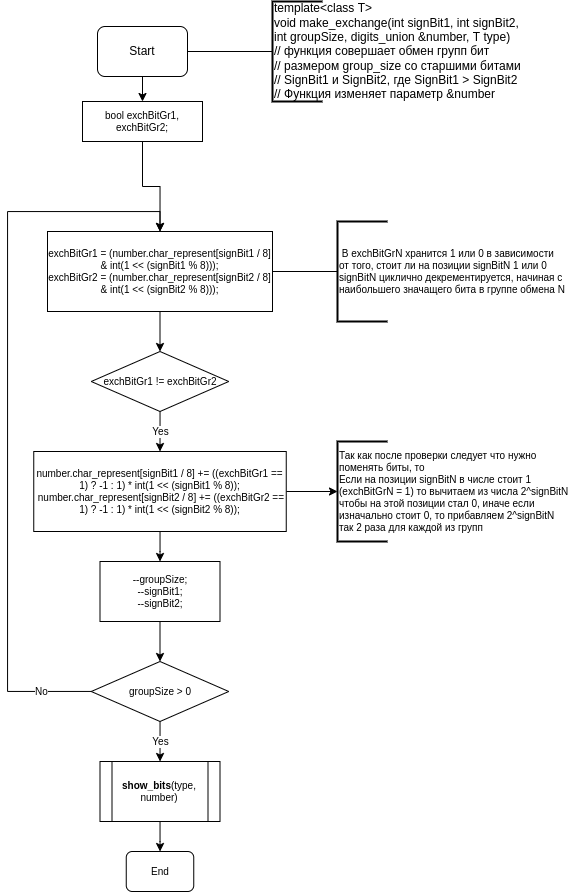 template<class T>
void make_exchange(int signBit1, int signBit2,
int groupSize, digits_union &number, T type)
// функция совершает обмен групп бит
// размером group_size со старшими битами
// SignBit1 и SignBit2, где SignBit1 > SignBit2
// Функция изменяет параметр &number
Start
bool exchBitGr1,
exchBitGr2;
exchBitGr1 = (number.char_represent[signBit1 / 8]
& int(1 << (signBit1 % 8)));
exchBitGr2 = (number.char_represent[signBit2 / 8]
& int(1 << (signBit2 % 8)));
В exchBitGrN хранится 1 или 0 в зависимости
от того, стоит ли на позиции signBitN 1 или 0
signBitN циклично декрементируется, начиная с
наибольшего значащего бита в группе обмена N
exchBitGr1 != exchBitGr2
Yes
number.char_represent[signBit1 / 8] += ((exchBitGr1 ==
1) ? -1 : 1) * int(1 << (signBit1 % 8));
number.char_represent[signBit2 / 8] += ((exchBitGr2 ==
1) ? -1 : 1) * int(1 << (signBit2 % 8));
Так как после проверки следует что нужно
поменять биты, то
Если на позиции signBitN в числе стоит 1
(exchBitGrN = 1) то вычитаем из числа 2^signBitN
чтобы на этой позиции стал 0, иначе если
изначально стоит 0, то прибавляем 2^signBitN
так 2 раза для каждой из групп
--groupSize;
--signBit1;
--signBit2;
groupSize > 0
No
Yes
show_bits(type,
number)
End